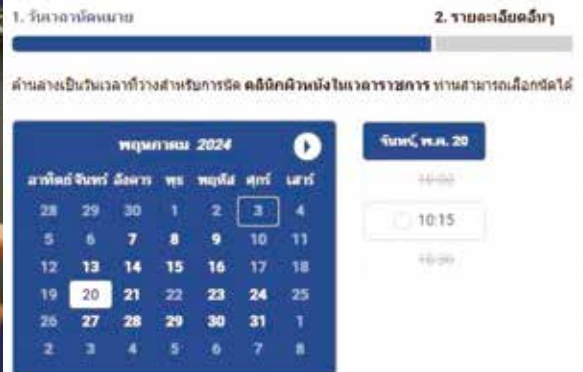 1. วันเวลานัดหมาย
2. รายละเอียดอื่นๆ
ด้านล่างเป็นวันเวลาที่ว่างสำหรับการนัด คลินิกผิวหนังในเวลาราชการ ท่านสามารถเลือกนัดได้
พฤษภาคม 2024
อาทิตย์ จันทร์ อังคาร พุธ พฤหัส ศุกร์ เสาร์
28 29 30 1 2 3 4
5 6 7 8 9 10 11
12 13 14 15 16 17 18
19 20 21 22 23 24 25
26 27 28 29 30 31 1
2 3 4 5 6 7 8
จันทร์, พ.ค. 20
10:00
10:15
10:30